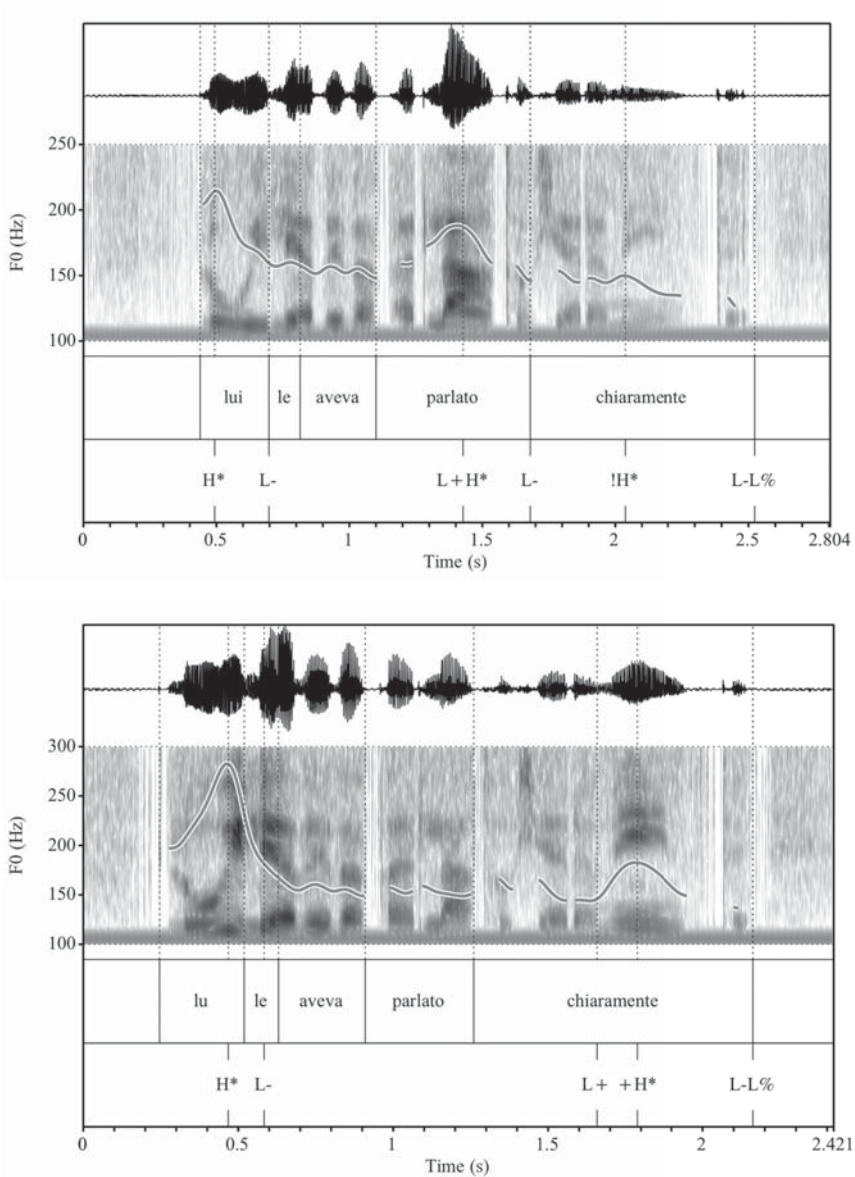 250
200
150
100
F0 (Hz)
lui le aveva parlato chiaramente
H* L- L+H* L- !H* L-L%
0 0.5 1 1.5 2 2.5 2.804
Time (s)
300
250
200
150
100
F0 (Hz)
lu le aveva parlato chiaramente
H* L- L+ +H* L-L%
0 0.5 1 1.5 2 2.421
Time (s)